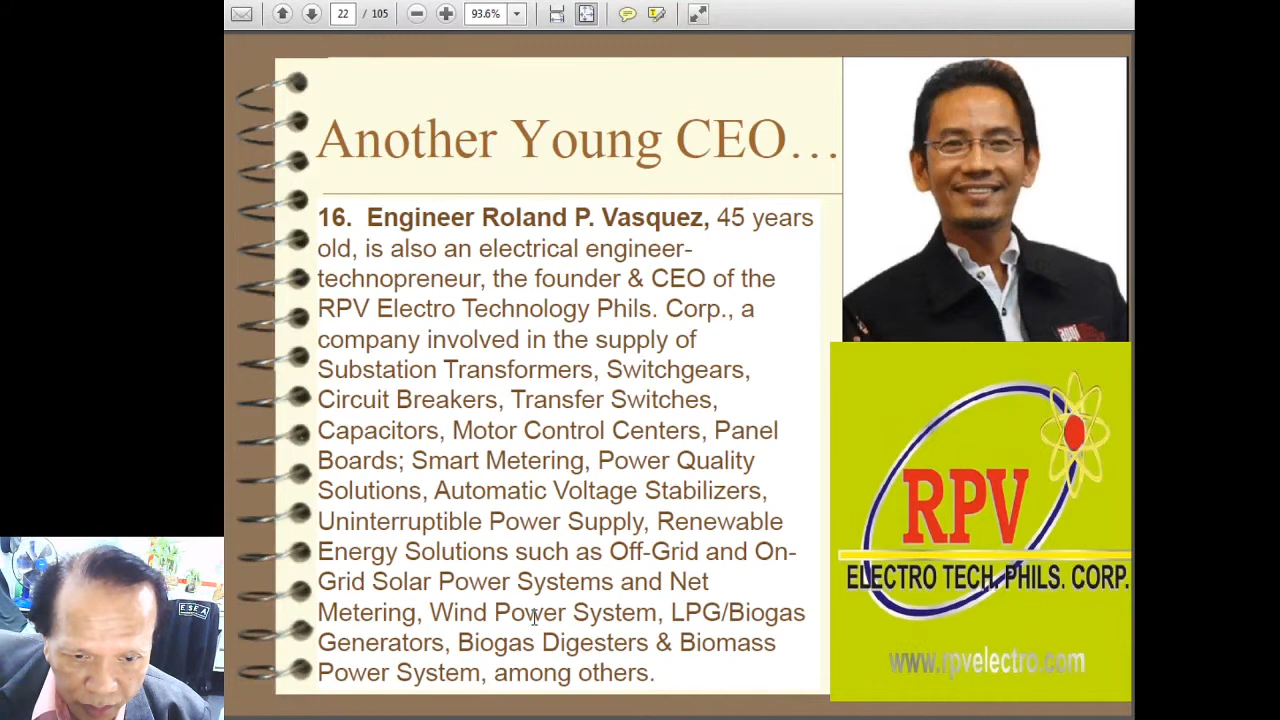 22 / 105 93.6%
Another Young CEO…
16. Engineer Roland P. Vasquez, 45 years
old, is also an electrical engineer-
technopreneur, the founder & CEO of the
RPV Electro Technology Phils. Corp., a
company involved in the supply of
Substation Transformers, Switchgears,
Circuit Breakers, Transfer Switches,
Capacitors, Motor Control Centers, Panel
Boards; Smart Metering, Power Quality
Solutions, Automatic Voltage Stabilizers,
Uninterruptible Power Supply, Renewable
Energy Solutions such as Off-Grid and On-
Grid Solar Power Systems and Net
Metering, Wind Power System, LPG/Biogas
Generators, Biogas Digesters & Biomass
Power System, among others.
RPV
ELECTRO TECH. PHILS. CORP.
www.rpvelectro.com
ESEA